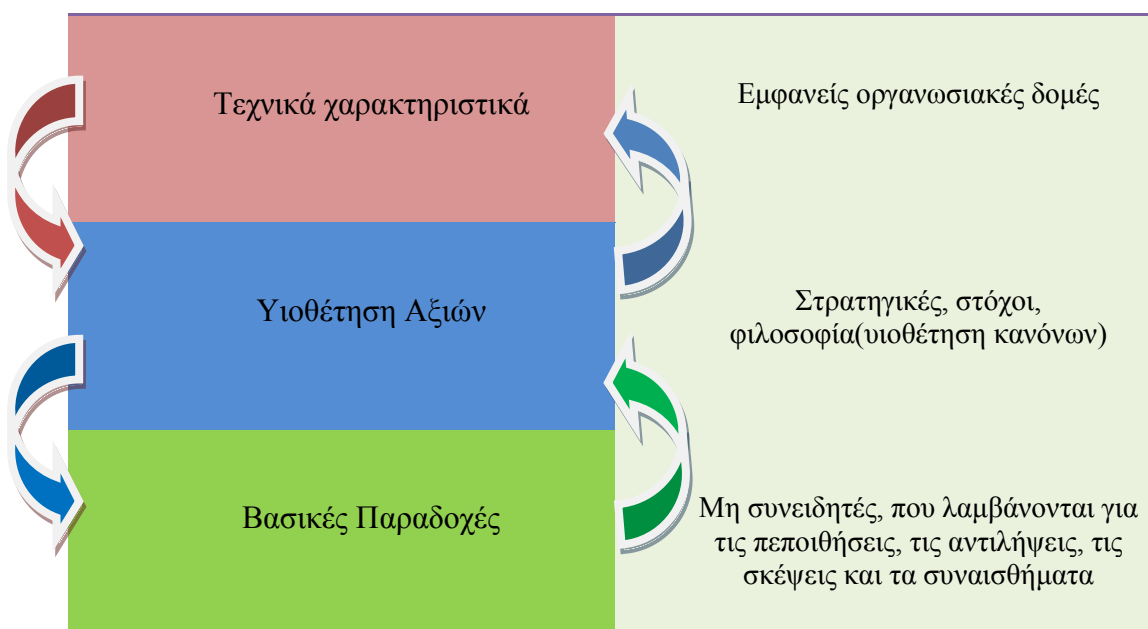 Τεχνικά χαρακτηριστικά
Εμφανείς οργανωσιακές δομές
Υιοθέτηση Αξιών
Στρατηγικές, στόχοι,
φιλοσοφία(υιοθέτηση κανόνων)
Βασικές Παραδοχές
Μη συνειδητές, που λαμβάνονται για
τις πεποιθήσεις, τις αντιλήψεις, τις
σκέψεις και τα συναισθήματα